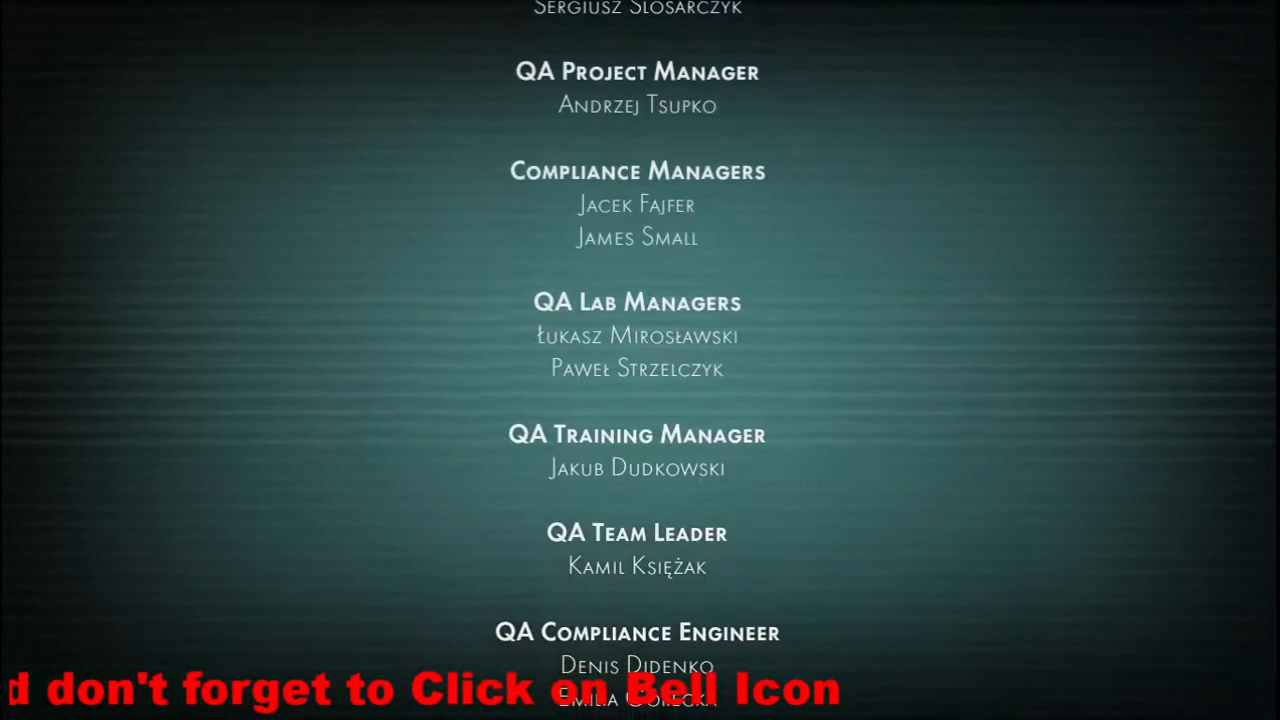 Sergiusz Slosarczyk
QA Project Manager
Andrzej Tsupko
Compliance Managers
Jacek Fajfer
James Small
QA Lab Managers
Łukasz Mirosławski
Paweł Strzelczyk
QA Training Manager
Jakub Dudkowski
QA Team Leader
Kamil Księżak
QA Compliance Engineer
Denis Didenko
Emilia
d don't forget to Click on Bell Icon